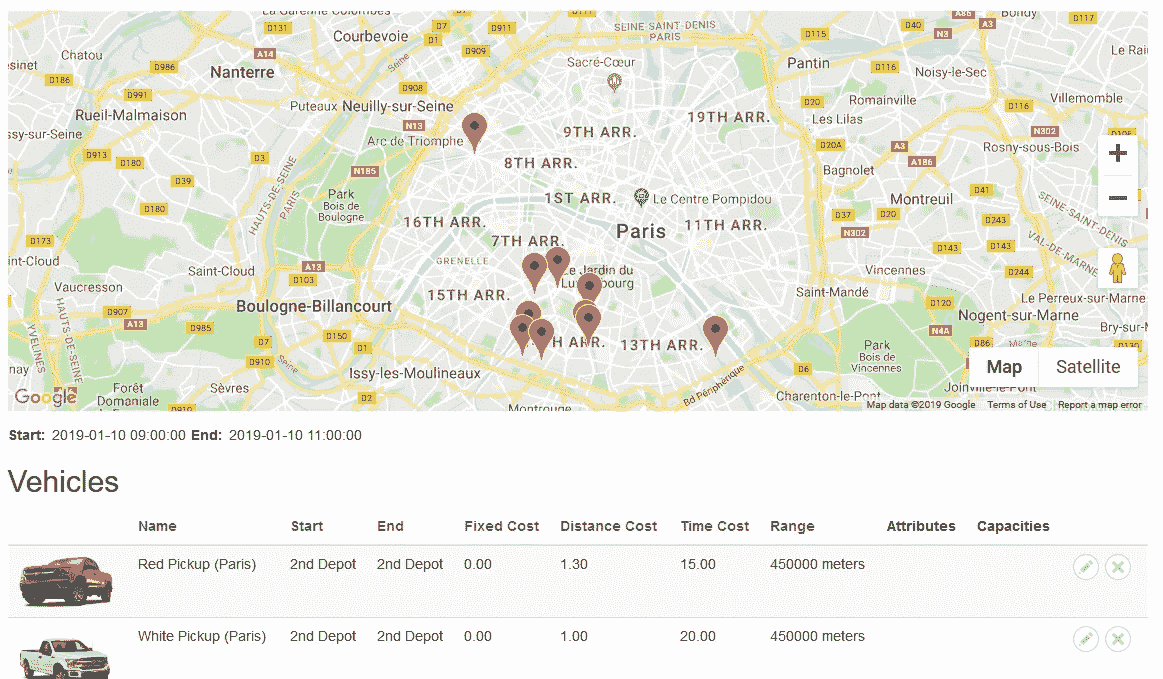 La Garenne-Colombes D7 D911 D111 A86 Bondy D117
D131 Courbevoie D1 SEINE-SAINT-DENIS D40 A3
PARIS D115 N3
Chatou A14 Seine D909 Sacré-Cœur Pantin D116 Le Rai
esinet D986 Nanterre Noisy-le-Sec
D186 D991 D908 Villemomble
Puteaux Neuilly-sur-Seine D20 Romainville D116
Rueil-Malmaison N13 19TH ARR. Les Lilas
ssy-sur-Seine Arc de Triomphe 9TH ARR. N302
D913 D180 D3 8TH ARR. D20A A3 Rosny-sous-Bois
D39 N185 A186 Bagnolet
HAUTS-DE-SEINE
PARIS
Park
Bois de
Boulogne
1ST ARR. Le Centre Pompidou Montreuil D41
D180 16TH ARR. Paris 11TH ARR. D37 D20 D243
SEINE-SAINT-DENIS
VAL-DE-MARNE
D173 7TH ARR. N302 D143 D143
int-Cloud GRENELLE
Saint-Cloud A13 Le Jardin du
Luxembourg
Vincennes D244
D103
Vaucresson 15TH ARR. Saint-Mandé Le Perreux-sur-Marne
Boulogne-Billancourt D120 Nogent-sur-Marne
D907 A13 D985 D150 N4A Bry-sur-
YVELINES
HAUTS-DE-SEINE
D7 D1 H ARR. 13TH ARR. D86
D910 Seine Issy-les-Moulineaux D6
Park
Bois de
Vincennes
Map Satellite
nay Forêt
Domaniale
Sèvres D2 Bd Périphérique Charenton-le-Pont Joinville-le-Pont
D910 Montrouge
Google Map data ©2019 Google Terms of Use Report a map error
Start: 2019-01-10 09:00:00 End: 2019-01-10 11:00:00
Vehicles
Name Start End Fixed Cost Distance Cost Time Cost Range Attributes Capacities
Red Pickup (Paris) 2nd Depot 2nd Depot 0.00 1.30 15.00 450000 meters
White Pickup (Paris) 2nd Depot 2nd Depot 0.00 1.00 20.00 450000 meters